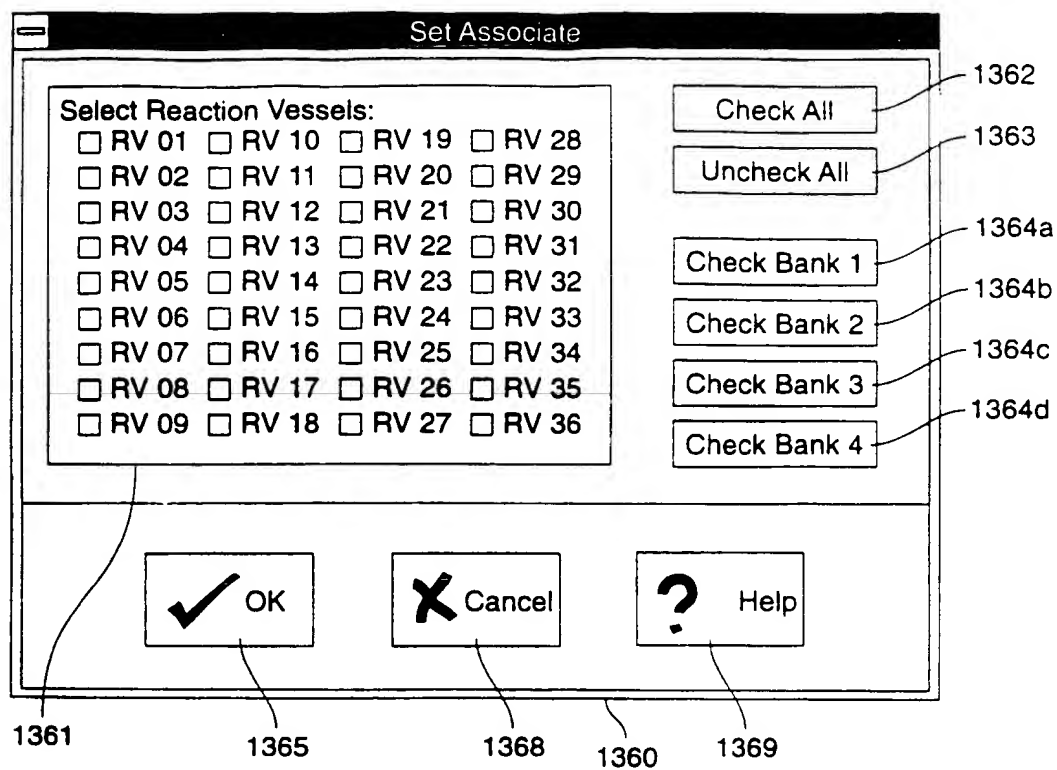 Set Associate
1362
Select Reaction Vessels:
Check All
RV 01 RV 10 RV 19 RV 28
1363
RV 02 RV 11 RV 20 RV 29
Uncheck All
RV 03 RV 12 RV 21 RV 30
1364a
RV 04 RV 13 RV 22 RV 31
Check Bank 1
RV 05 RV 14 RV 23 RV 32
1364b
RV 06 RV 15 RV 24 RV 33
Check Bank 2
RV 07 RV 16 RV 25 RV 34
1364c
RV 08 RV 17 RV 26 RV 35
Check Bank 3
RV 09 RV 18 RV 27 RV 36
1364d
Check Bank 4
OK
Cancel
? Help
1361
1365
1368
1360
1369